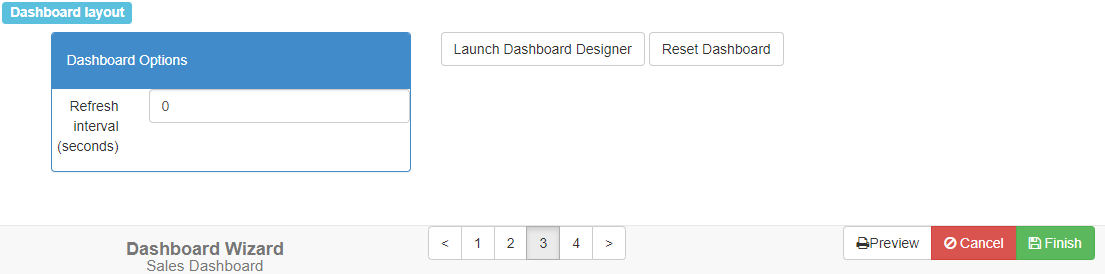 Dashboard layout
Dashboard Options
Launch Dashboard Designer Reset Dashboard
Refresh interval (seconds) 0
Dashboard Wizard
Sales Dashboard
< 1 2 3 4 >
Preview Cancel Finish